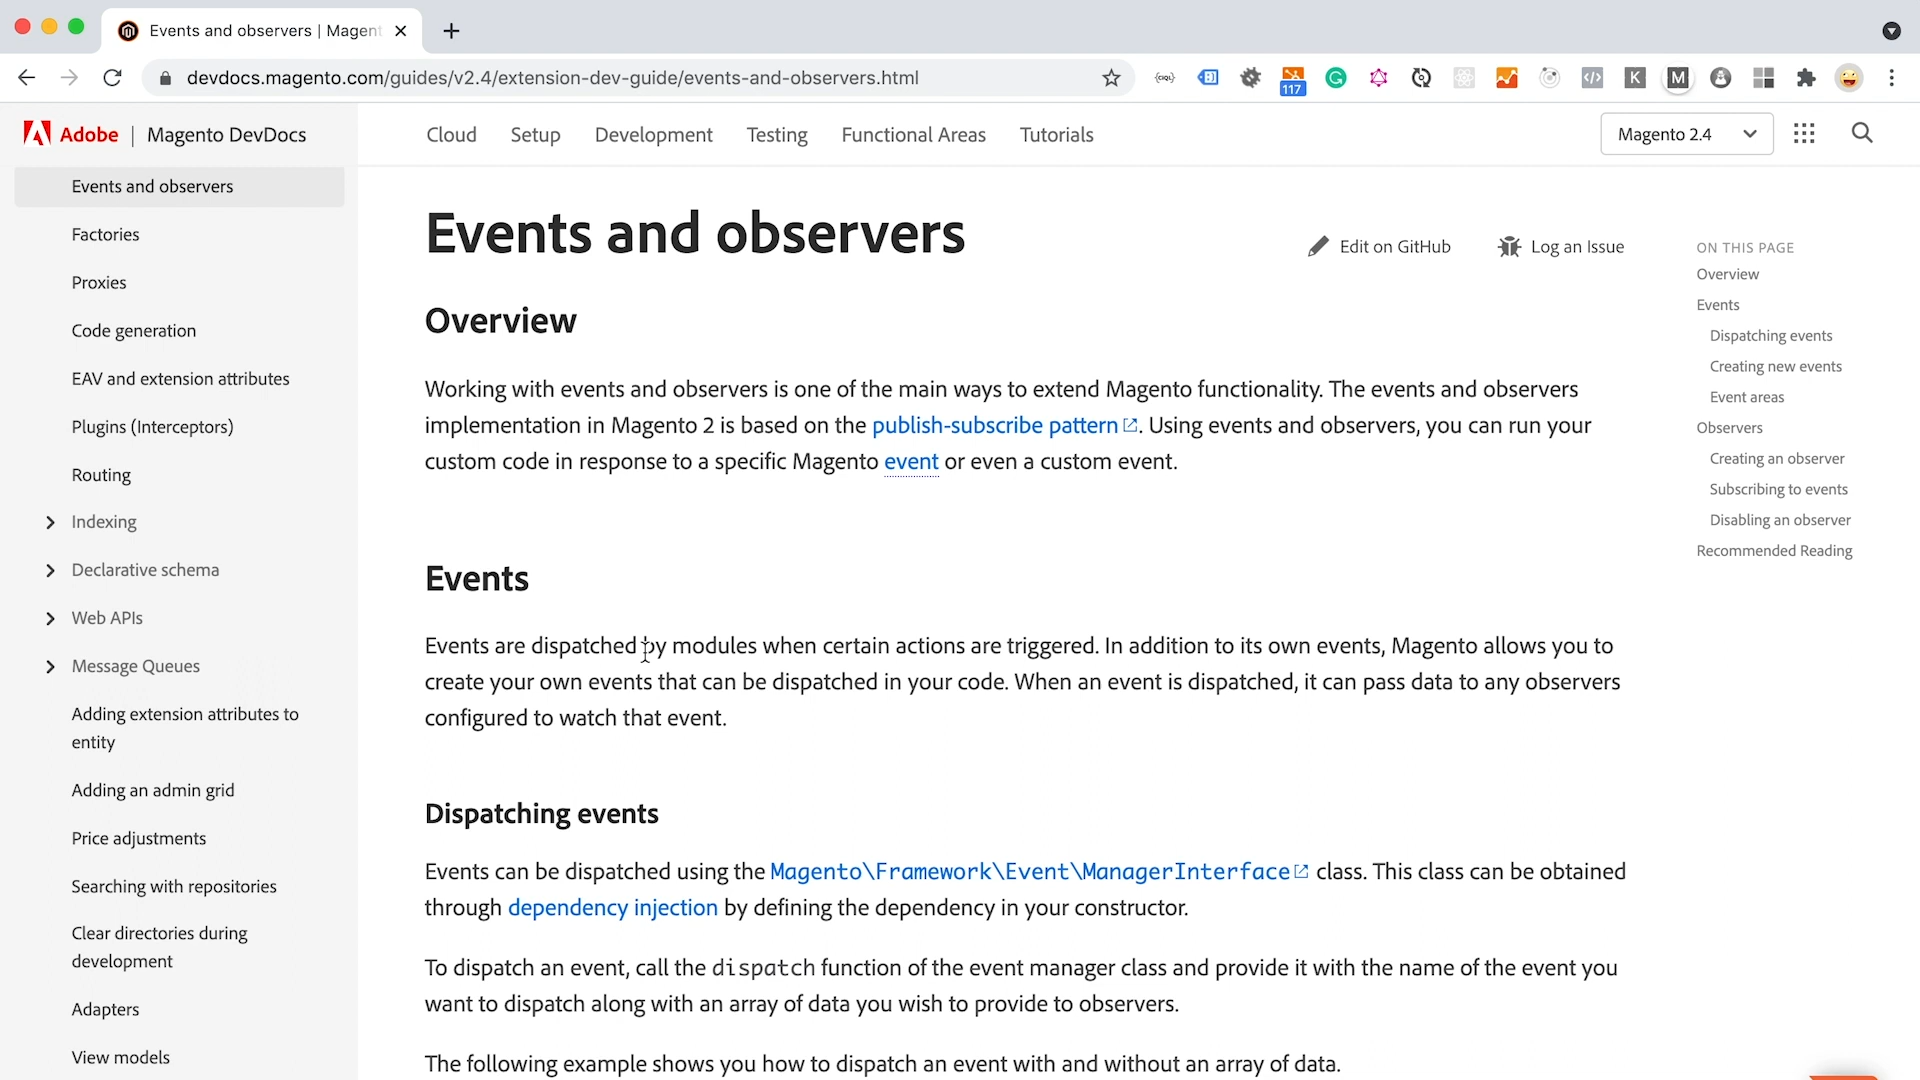 Events and observers | Magent
devdocs.magento.com/guides/v2.4/extension-dev-guide/events-and-observers.html
117
K
M
Adobe | Magento DevDocs
Cloud
Setup
Development
Testing
Functional Areas
Tutorials
Magento 2.4
Events and observers
Factories
Proxies
Code generation
EAV and extension attributes
Plugins (Interceptors)
Routing
Indexing
Declarative schema
Web APIs
Message Queues
Adding extension attributes to
entity
Adding an admin grid
Price adjustments
Searching with repositories
Clear directories during
development
Adapters
View models
Events and observers
Edit on GitHub
Log an Issue
Overview
Working with events and observers is one of the main ways to extend Magento functionality. The events and observers
implementation in Magento 2 is based on the publish-subscribe pattern. Using events and observers, you can run your
custom code in response to a specific Magento event or even a custom event.
Events
Events are dispatched by modules when certain actions are triggered. In addition to its own events, Magento allows you to
create your own events that can be dispatched in your code. When an event is dispatched, it can pass data to any observers
configured to watch that event.
Dispatching events
Events can be dispatched using the Magento\Framework\Event\ManagerInterface class. This class can be obtained
through dependency injection by defining the dependency in your constructor.
To dispatch an event, call the dispatch function of the event manager class and provide it with the name of the event you
want to dispatch along with an array of data you wish to provide to observers.
The following example shows you how to dispatch an event with and without an array of data.
ON THIS PAGE
Overview
Events
Dispatching events
Creating new events
Event areas
Observers
Creating an observer
Subscribing to events
Disabling an observer
Recommended Reading